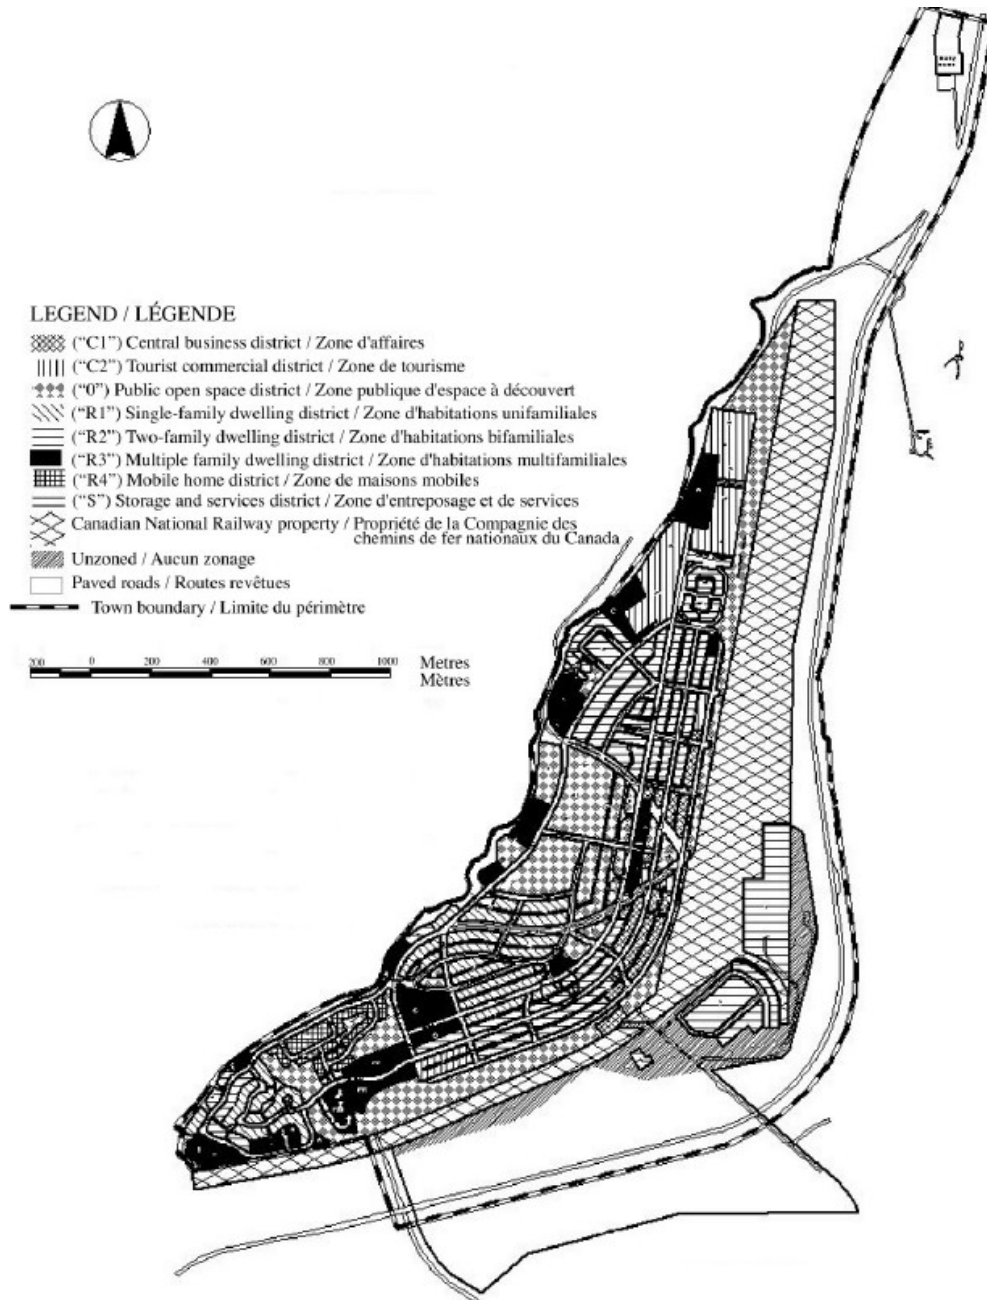 LEGEND / LÉGENDE
("C1") Central business district / Zone d'affaires
("C2") Tourist commercial district / Zone de tourisme
("0") Public open space district / Zone publique d'espace à découvert
("R1") Single-family dwelling district / Zone d'habitations unifamiliales
("R2") Two-family dwelling district / Zone d'habitations bifamiliales
("R3") Multiple family dwelling district / Zone d'habitations multifamiliales
("R4") Mobile home district / Zone de maisons mobiles
("S") Storage and services district / Zone d'entreposage et de services
Canadian National Railway property / Propriété de la Compagnie des
chemins de fer nationaux du Canada
Unzoned / Aucun zonage
Paved roads / Routes revêtues
Town boundary / Limite du périmètre
200 0 200 400 600 800 1000 Metres
Mètres